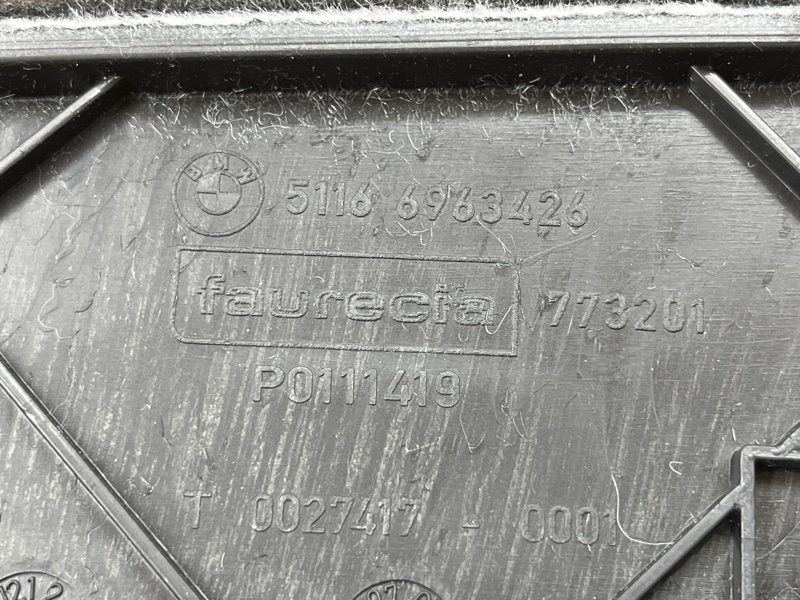 BMW 5116 6963426
faurecia 773201
P0111419
T 0027417 - 0001